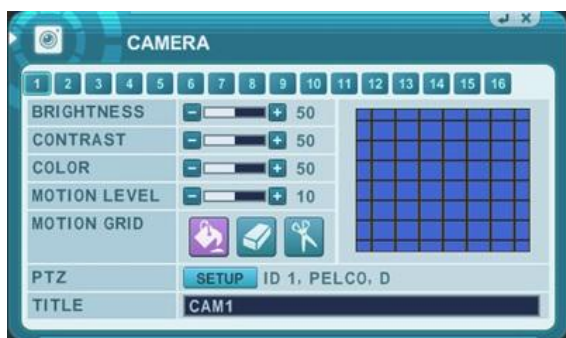 CAMERA
1 2 3 4 5 6 7 8 9 10 11 12 13 14 15 16
BRIGHTNESS 50
CONTRAST 50
COLOR 50
MOTION LEVEL 10
MOTION GRID
PTZ SETUP ID 1, PELCO, D
TITLE CAM1